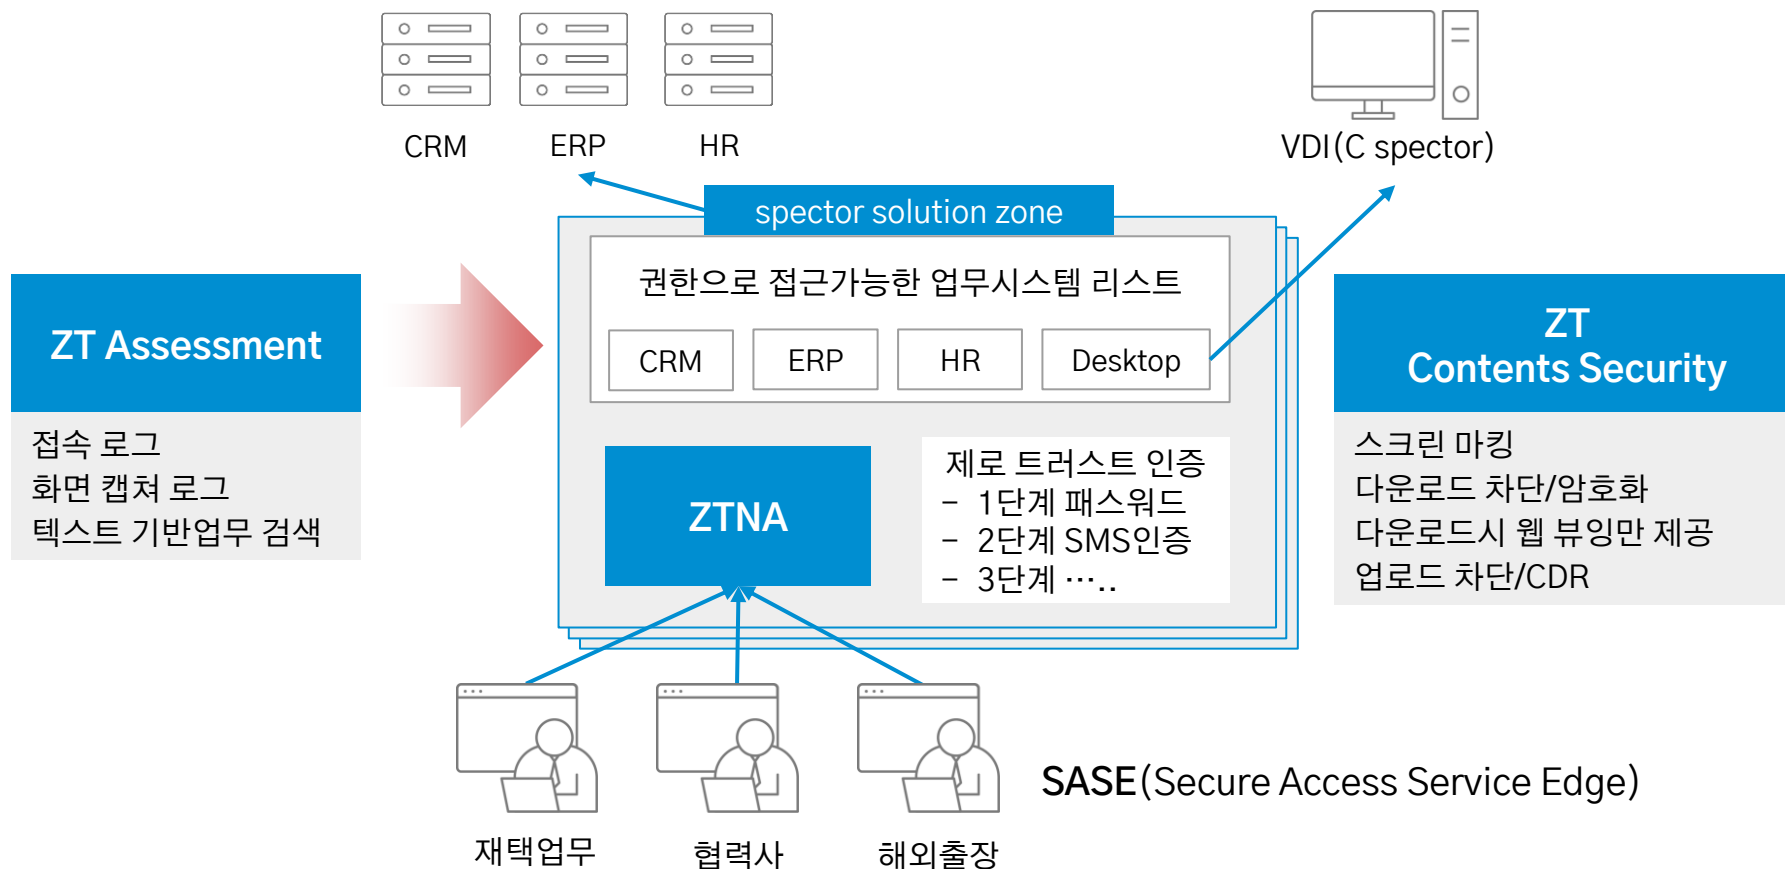 CRM
ERP
HR
VDI(C spector)
spector solution zone
권한으로 접근가능한 업무시스템 리스트
CRM
ERP
HR
Desktop
ZT Assessment
접속 로그
화면 캡쳐 로그
텍스트 기반업무 검색
ZTNA
제로 트러스트 인증
- 1단계 패스워드
- 2단계 SMS인증
- 3단계 …..
ZT
Contents Security
스크린 마킹
다운로드 차단/암호화
다운로드시 웹 뷰잉만 제공
업로드 차단/CDR
재택업무
협력사
해외출장
SASE(Secure Access Service Edge)